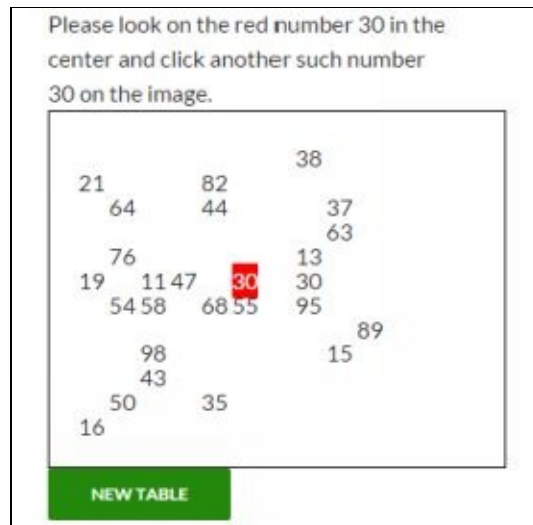 Please look on the red number 30 in the
center and click another such number
30 on the image.
38
21 82
64 44 37
63
76 13
19 11 47 30 30
54 58 68 55 95
89
98 15
43
50 35
16
NEW TABLE